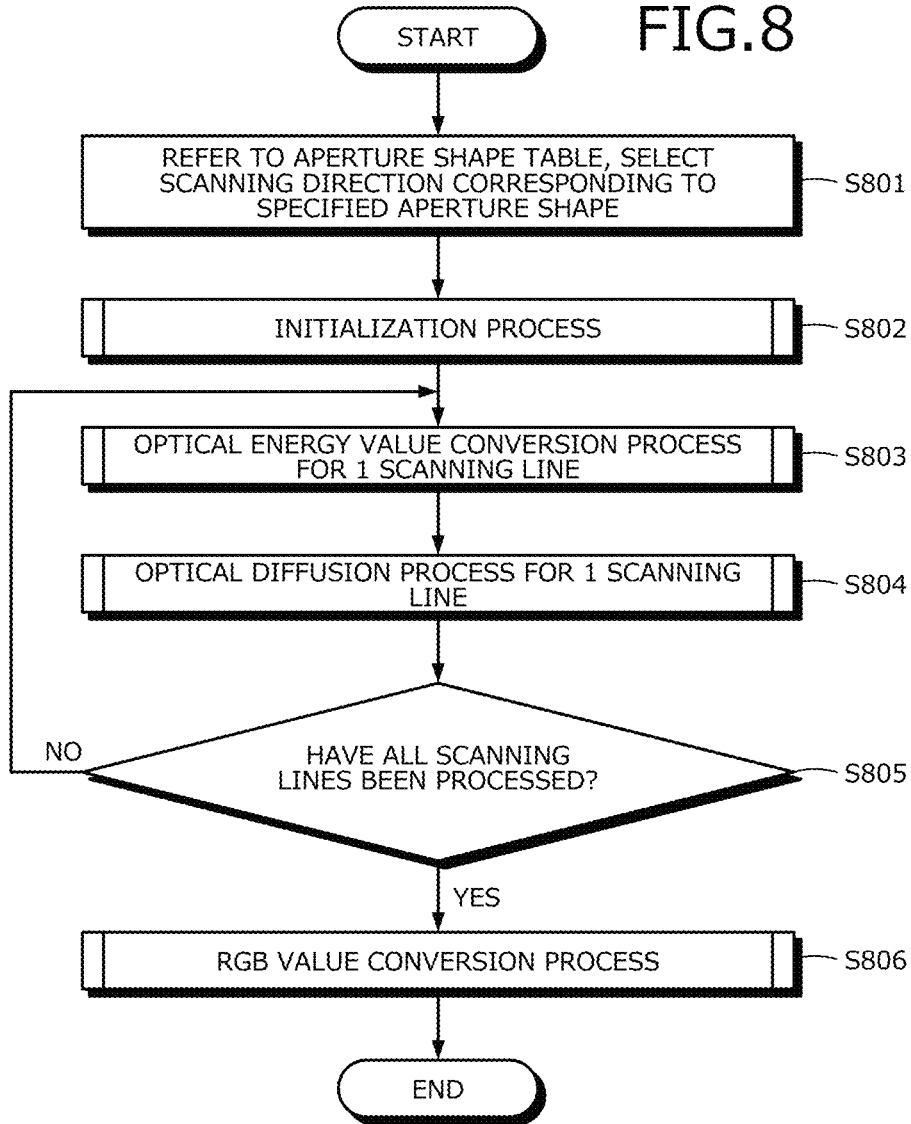 FIG.8
START
REFER TO APERTURE SHAPE TABLE, SELECT
SCANNING DIRECTION CORRESPONDING TO
SPECIFIED APERTURE SHAPE
S801
INITIALIZATION PROCESS
S802
OPTICAL ENERGY VALUE CONVERSION PROCESS
FOR 1 SCANNING LINE
S803
OPTICAL DIFFUSION PROCESS FOR 1 SCANNING
LINE
S804
NO
HAVE ALL SCANNING
LINES BEEN PROCESSED?
S805
YES
RGB VALUE CONVERSION PROCESS
S806
END